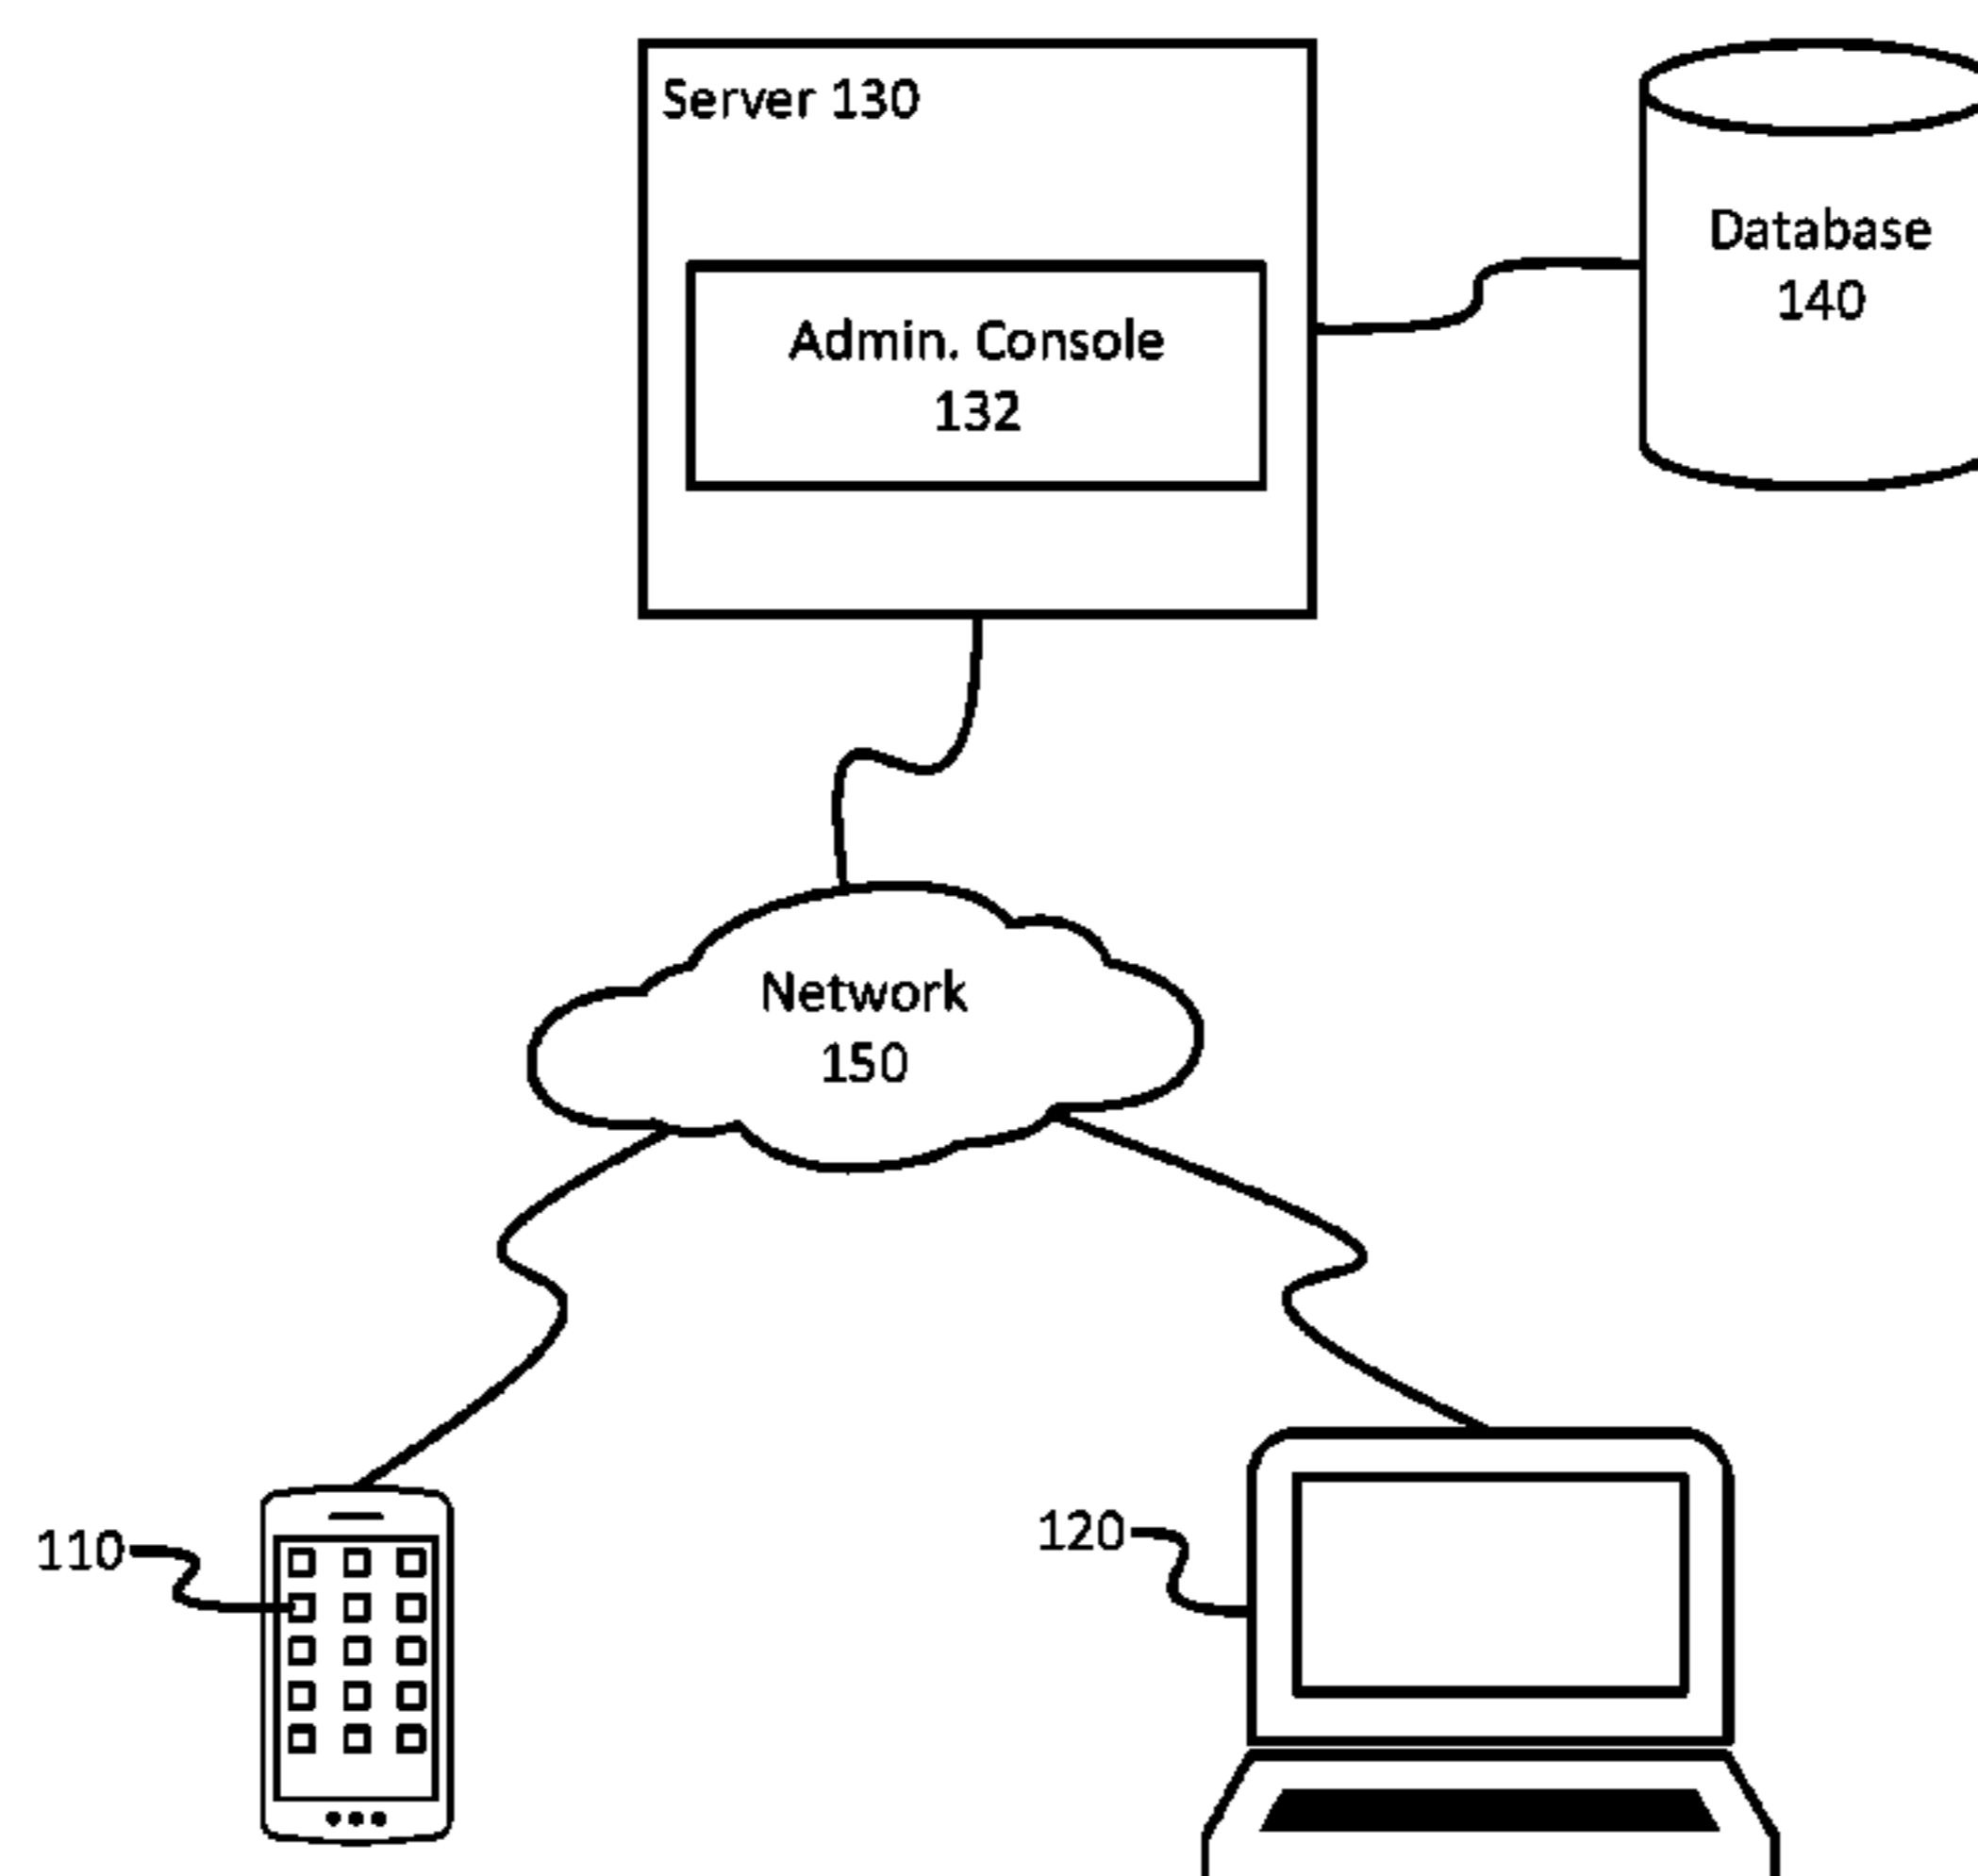 Server 130
Admin. Console
132
Database
140
Network
150
110
120